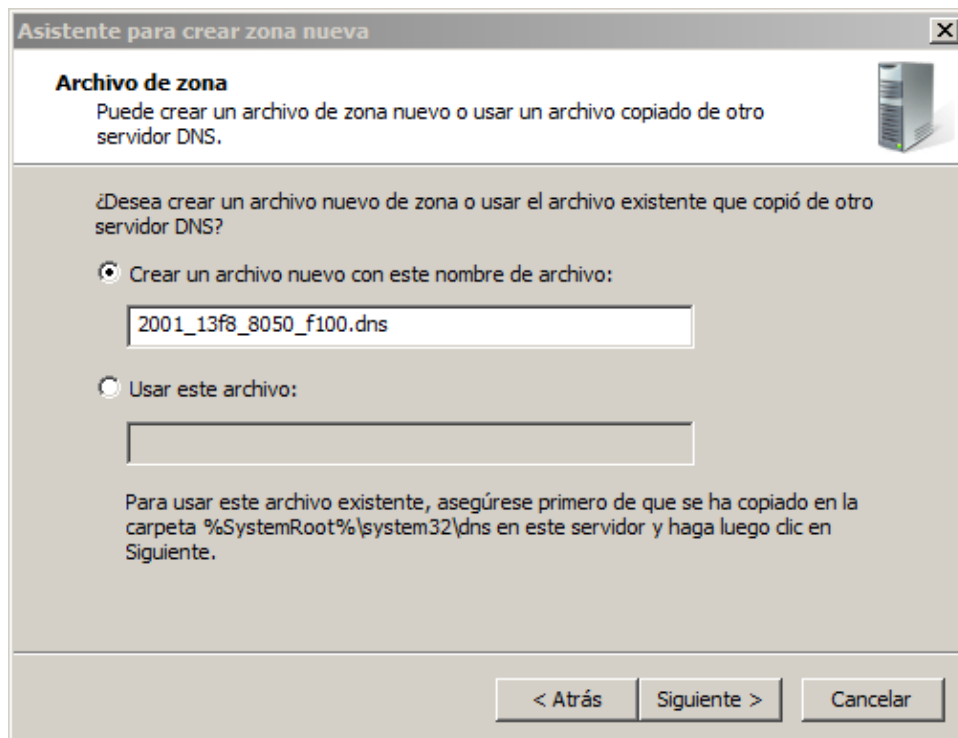 Asistente para crear zona nueva
Archivo de zona
Puede crear un archivo de zona nuevo o usar un archivo copiado de otro
servidor DNS.
¿Desea crear un archivo nuevo de zona o usar el archivo existente que copió de otro
servidor DNS?
Crear un archivo nuevo con este nombre de archivo:
2001_13f8_8050_f100.dns
Usar este archivo:
Para usar este archivo existente, asegúrese primero de que se ha copiado en la
carpeta %SystemRoot%\system32\dns en este servidor y haga luego clic en
Siguiente.
< Atrás
Siguiente >
Cancelar